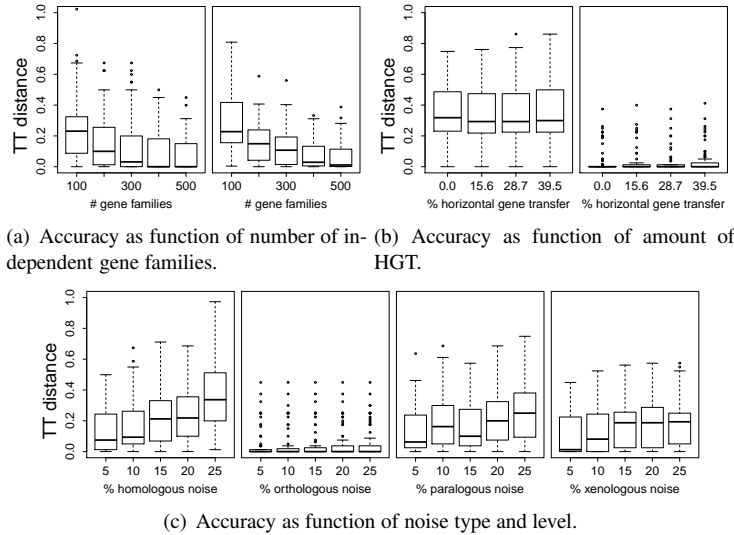 TT distance
0.0 0.2 0.4 0.6 0.8 1.0
100 300 500
# gene families
100 300 500
# gene families
TT distance
0.0 0.2 0.4 0.6 0.8 1.0
0.0 15.6 28.7 39.5
% horizontal gene transfer
0.0 15.6 28.7 39.5
% horizontal gene transfer
(a) Accuracy as function of number of in-
dependent gene families.
(b) Accuracy as function of amount of
HGT.
TT distance
0.0 0.2 0.4 0.6 0.8 1.0
5 10 15 20 25
% homologous noise
5 10 15 20 25
% orthologous noise
5 10 15 20 25
% paralogous noise
5 10 15 20 25
% xenologous noise
(c) Accuracy as function of noise type and level.